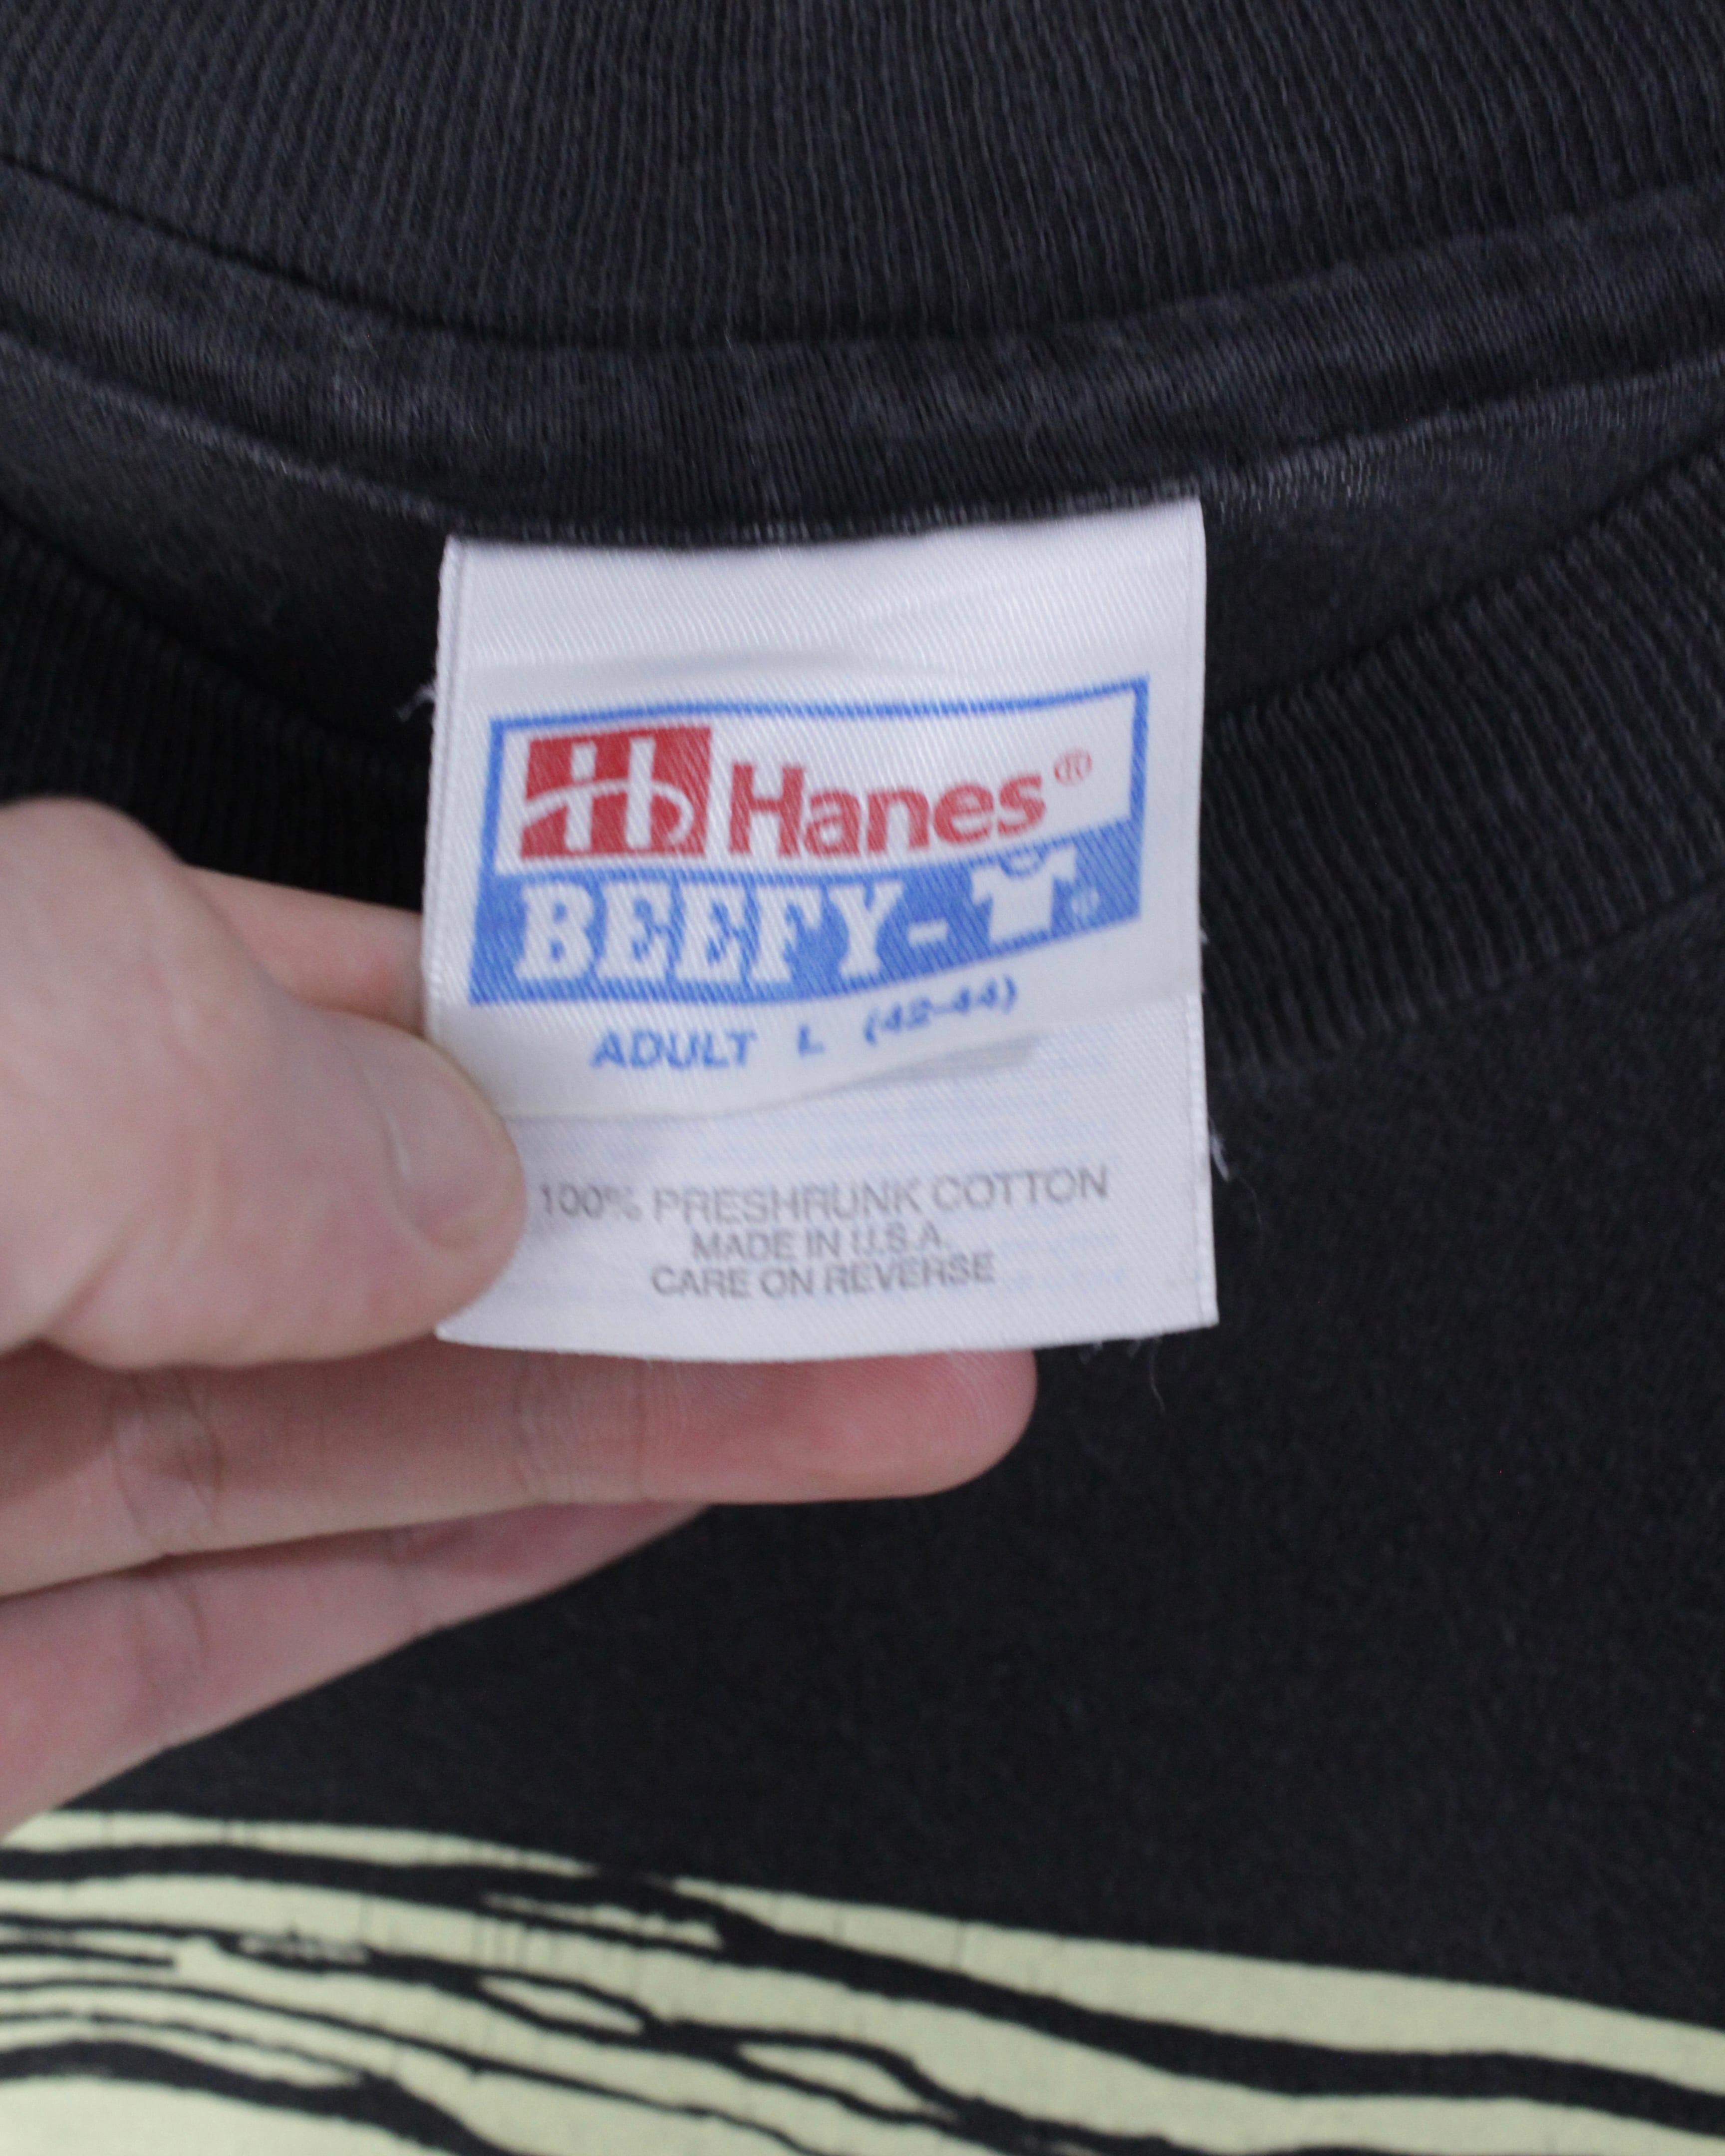 Hanes®
BEEFY-T®
ADULT L (42-44)
100% PRESHRUNK COTTON
MADE IN U.S.A.
CARE ON REVERSE